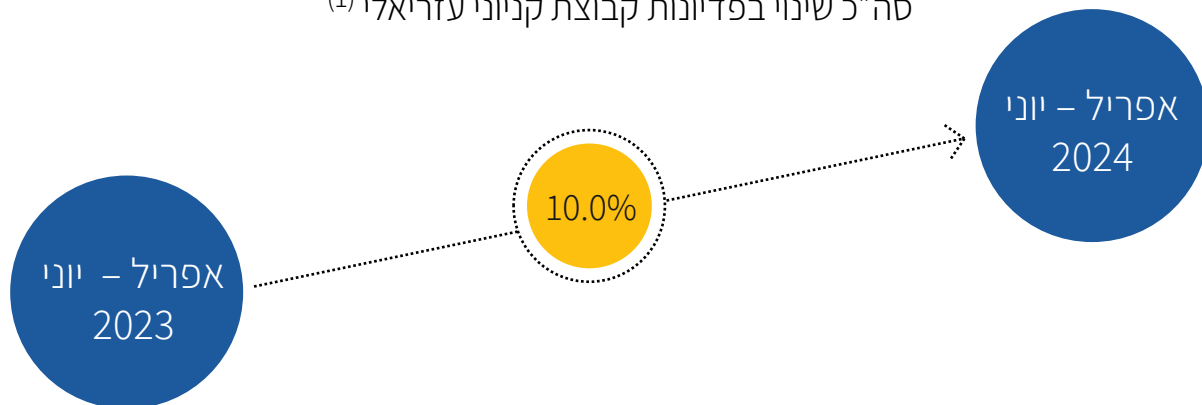 סה"כ שינוי בפדיונות קבוצת קניוני עזריאלי (1)
אפריל – יוני
2024
10.0%
אפריל – יוני
2023